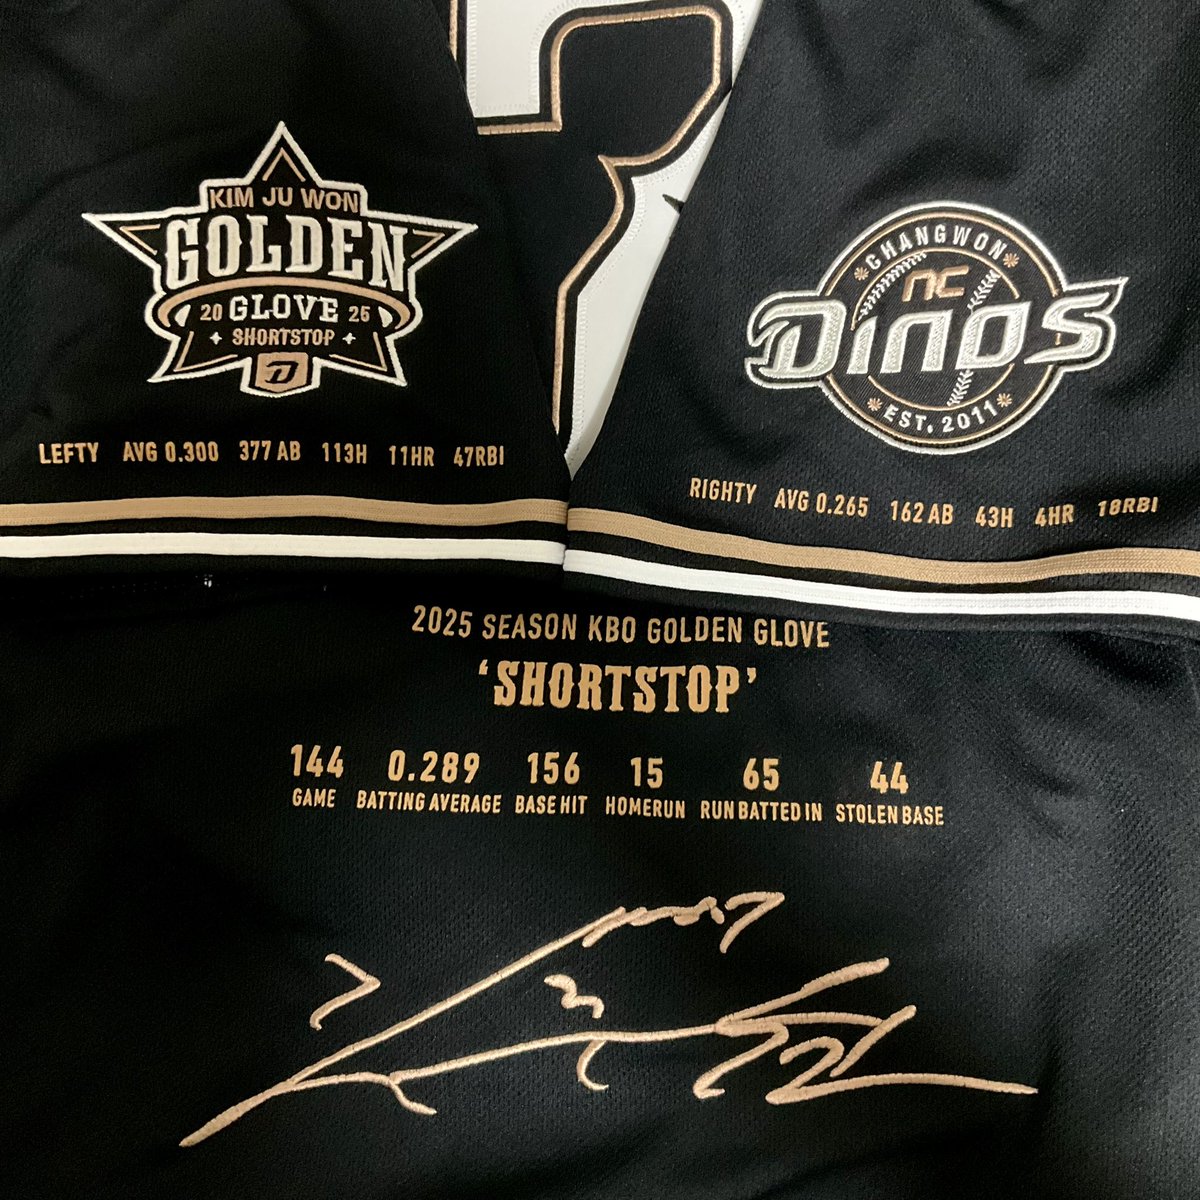 KIM JU WON
GOLDEN
20 GLOVE 25
SHORTSTOP
D
LEFTY AVG 0.300 377 AB 113H 11HR 47RBI
CHANGWON
NC
DINOS
EST, 2011
RIGHTY AVG 0.265 162 AB 43H 4HR 18RBI
2025 SEASON KBO GOLDEN GLOVE
‘SHORTSTOP’
144 0.289 156 15 65 44
GAME BATTING AVERAGE BASE HIT HOMERUN RUN BATTED IN STOLEN BASE